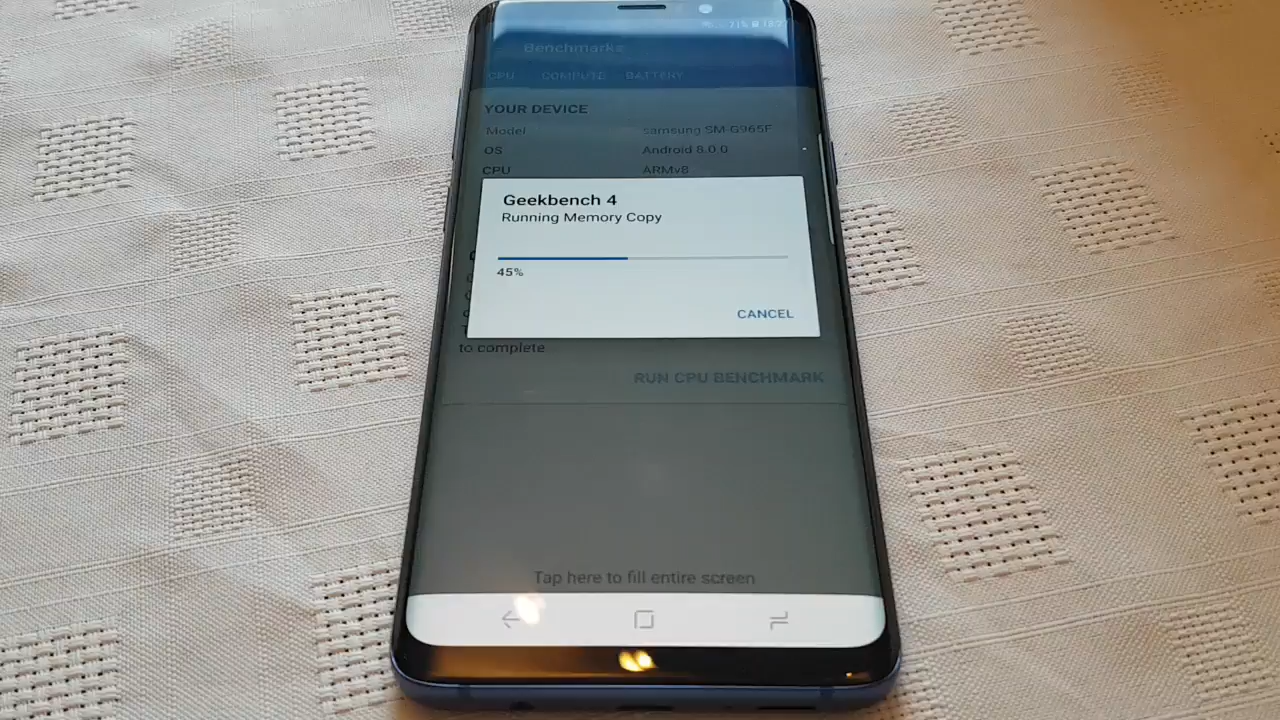 Benchmarks
CPU COMPUTE BATTERY
YOUR DEVICE
Model samsung SM-G965F
OS Android 8.0.0
CPU ARMv8
Geekbench 4
Running Memory Copy
45%
CANCEL
to complete
RUN CPU BENCHMARK
Tap here to fill entire screen